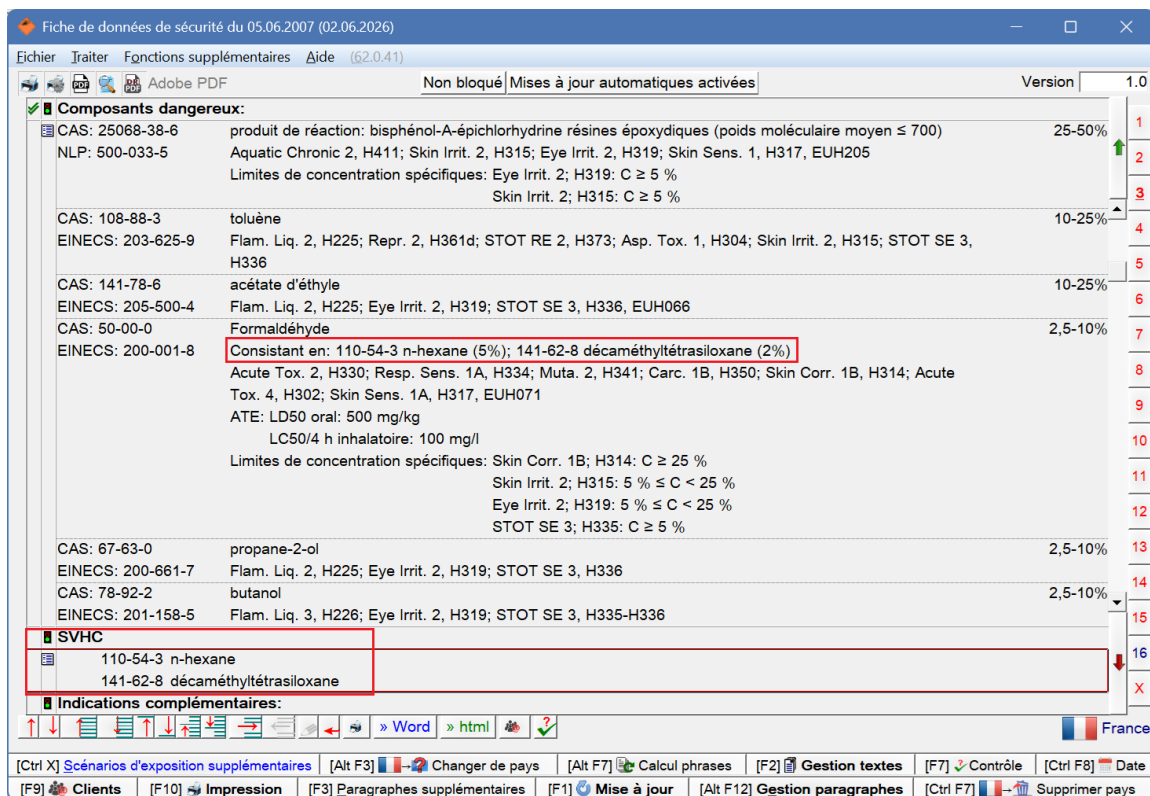 Fiche de données de sécurité du 05.06.2007 (02.06.2026)
Fichier Traiter Fonctions supplémentaires Aide (62.0.41)
Adobe PDF Non bloqué Mises à jour automatiques activées Version 1.0
Composants dangereux:
CAS: 25068-38-6 produit de réaction: bisphénol-A-épichlorhydrine résines époxydiques (poids moléculaire moyen ≤ 700) 25-50%
NLP: 500-033-5 Aquatic Chronic 2, H411; Skin Irrit. 2, H315; Eye Irrit. 2, H319; Skin Sens. 1, H317, EUH205
Limites de concentration spécifiques: Eye Irrit. 2; H319: C ≥ 5 %
Skin Irrit. 2; H315: C ≥ 5 %
CAS: 108-88-3 toluène 10-25%
EINECS: 203-625-9 Flam. Liq. 2, H225; Repr. 2, H361d; STOT RE 2, H373; Asp. Tox. 1, H304; Skin Irrit. 2, H315; STOT SE 3,
H336
CAS: 141-78-6 acétate d'éthyle 10-25%
EINECS: 205-500-4 Flam. Liq. 2, H225; Eye Irrit. 2, H319; STOT SE 3, H336, EUH066
CAS: 50-00-0 Formaldéhyde 2,5-10%
EINECS: 200-001-8 Consistant en: 110-54-3 n-hexane (5%); 141-62-8 décaméthyltétrasiloxane (2%)
Acute Tox. 2, H330; Resp. Sens. 1A, H334; Muta. 2, H341; Carc. 1B, H350; Skin Corr. 1B, H314; Acute
Tox. 4, H302; Skin Sens. 1A, H317, EUH071
ATE: LD50 oral: 500 mg/kg
LC50/4 h inhalatoire: 100 mg/l
Limites de concentration spécifiques: Skin Corr. 1B; H314: C ≥ 25 %
Skin Irrit. 2; H315: 5 % ≤ C < 25 %
Eye Irrit. 2; H319: 5 % ≤ C < 25 %
STOT SE 3; H335: C ≥ 5 %
CAS: 67-63-0 propane-2-ol 2,5-10%
EINECS: 200-661-7 Flam. Liq. 2, H225; Eye Irrit. 2, H319; STOT SE 3, H336
CAS: 78-92-2 butanol 2,5-10%
EINECS: 201-158-5 Flam. Liq. 3, H226; Eye Irrit. 2, H319; STOT SE 3, H335-H336
SVHC
110-54-3 n-hexane
141-62-8 décaméthyltétrasiloxane
Indications complémentaires:
1
2
3
4
5
6
7
8
9
10
11
12
13
14
15
16
X
» Word » html France
[Ctrl X] Scénarios d'exposition supplémentaires [Alt F3] Changer de pays [Alt F7] Calcul phrases [F2] Gestion textes [F7] Contrôle [Ctrl F8] Date
[F9] Clients [F10] Impression [F3] Paragraphes supplémentaires [F1] Mise à jour [Alt F12] Gestion paragraphes [Ctrl F7] Supprimer pays